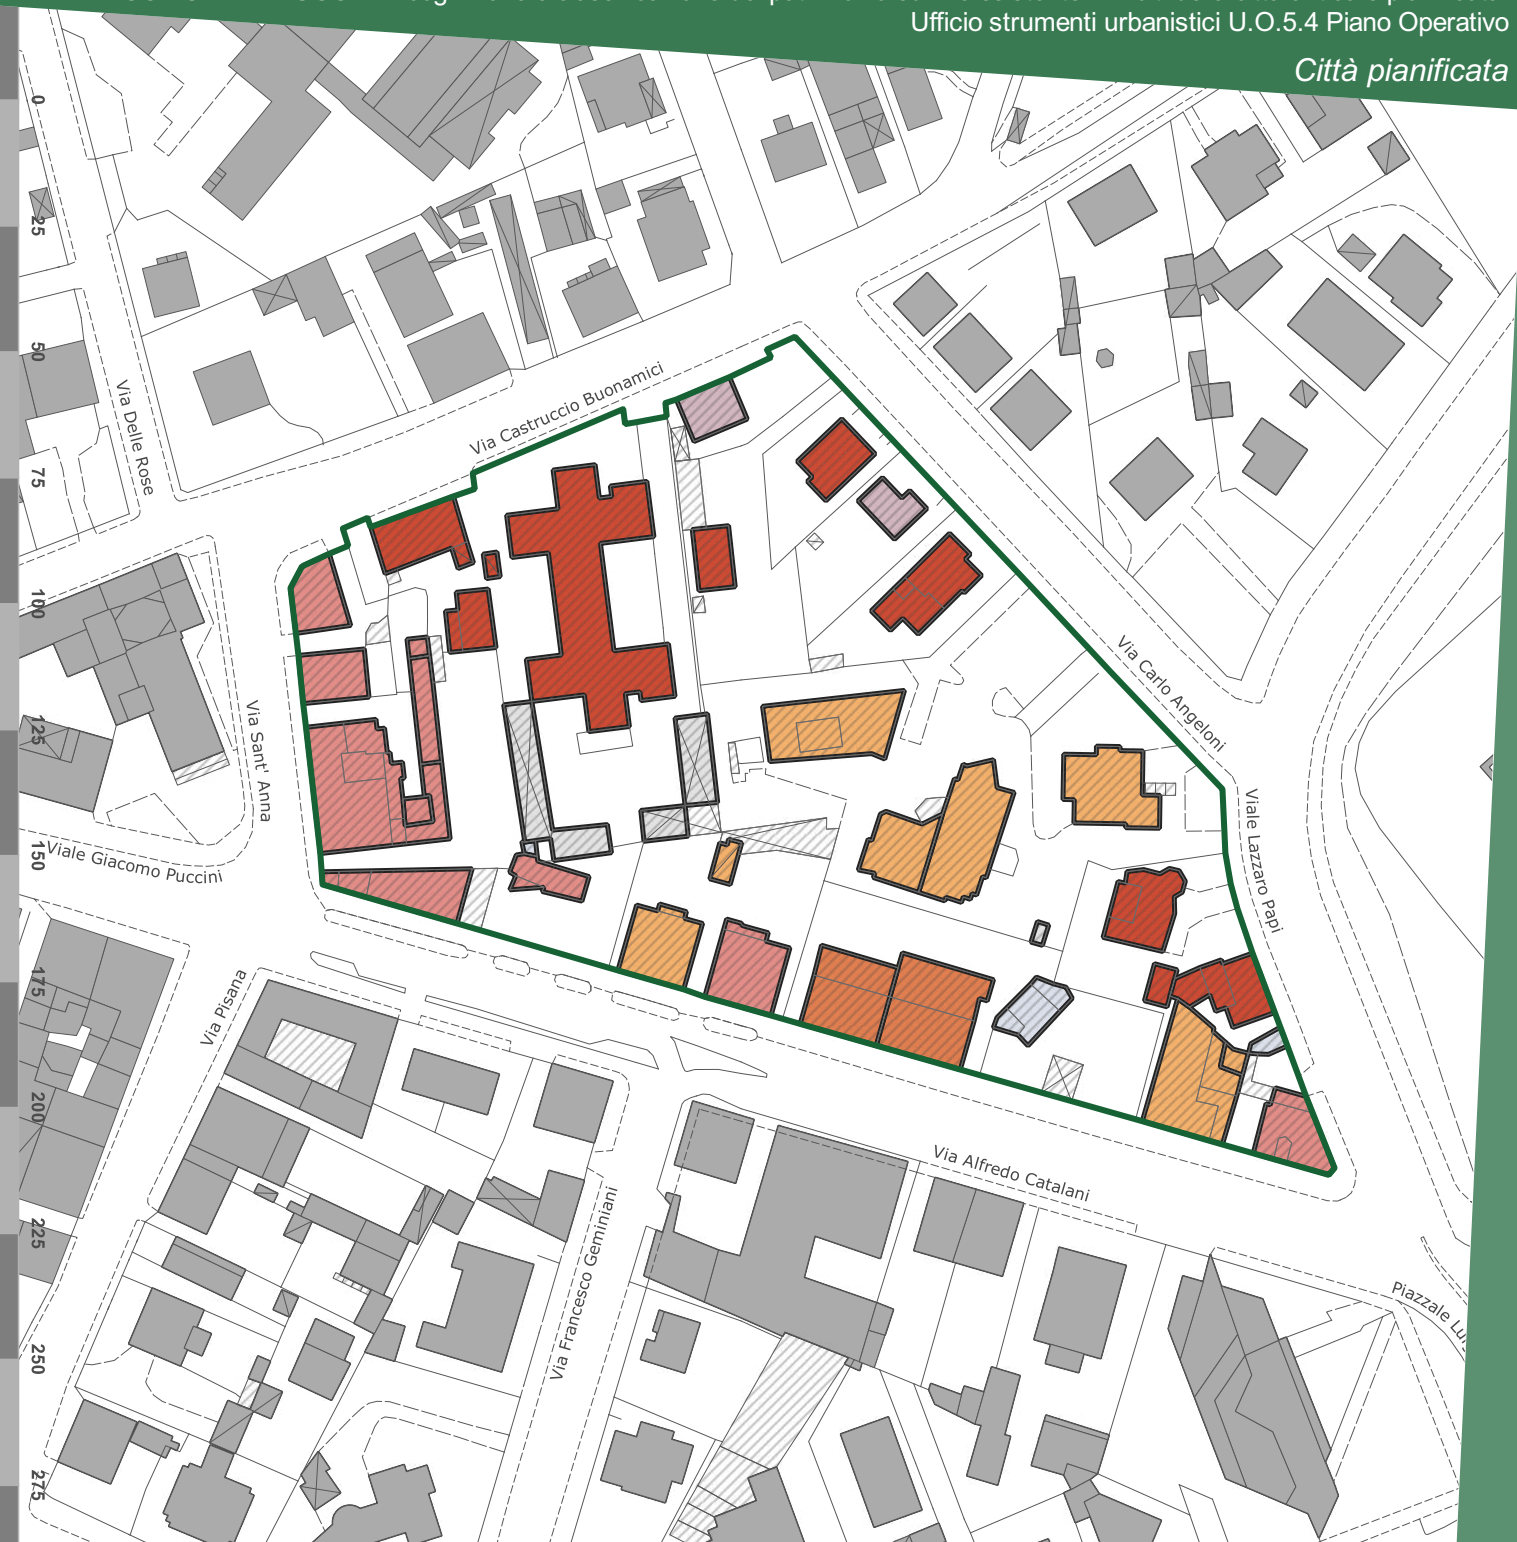 Ufficio strumenti urbanistici U.O.5.4 Piano Operativo
Città pianificata
0
25
50
75
100
125
150
175
200
225
250
275
Via Castruccio Buonamici
Via Delle Rose
Via Sant' Anna
Via Carlo Angeloni
Viale Lazzaro Papi
Viale Giacomo Puccini
Via Pisana
Via Alfredo Catalani
Via Francesco Geminiani
Piazzale